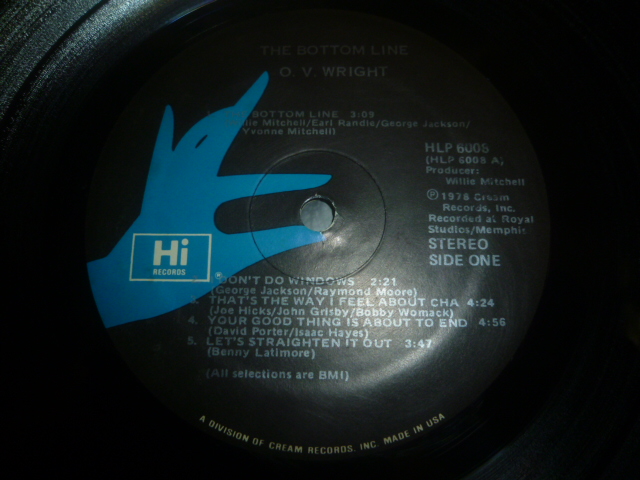 THE BOTTOM LINE
O. V. WRIGHT
BOTTOM LINE 3:09
Mitchell/Earl Randle/George Jackson/
Yvonne Mitchell)
HLP 6008
(HLP 6008 A)
Producer:
Willie Mitchell
℗ 1978 Cream
Records, Inc.
Recorded at Royal
Studios/Memphis
STEREO
SIDE ONE
Hi
RECORDS
®
DON'T DO WINDOWS 2:21
(George Jackson/Raymond Moore)
3. THAT'S THE WAY I FEEL ABOUT CHA 4:24
(Joe Hicks/John Grisby/Bobby Womack)
4. YOUR GOOD THING IS ABOUT TO END 4:56
(David Porter/Isaac Hayes)
5. LET'S STRAIGHTEN IT OUT 3:47
(Benny Latimore)
(All selections are BMI)
A DIVISION OF CREAM RECORDS, INC. MADE IN USA